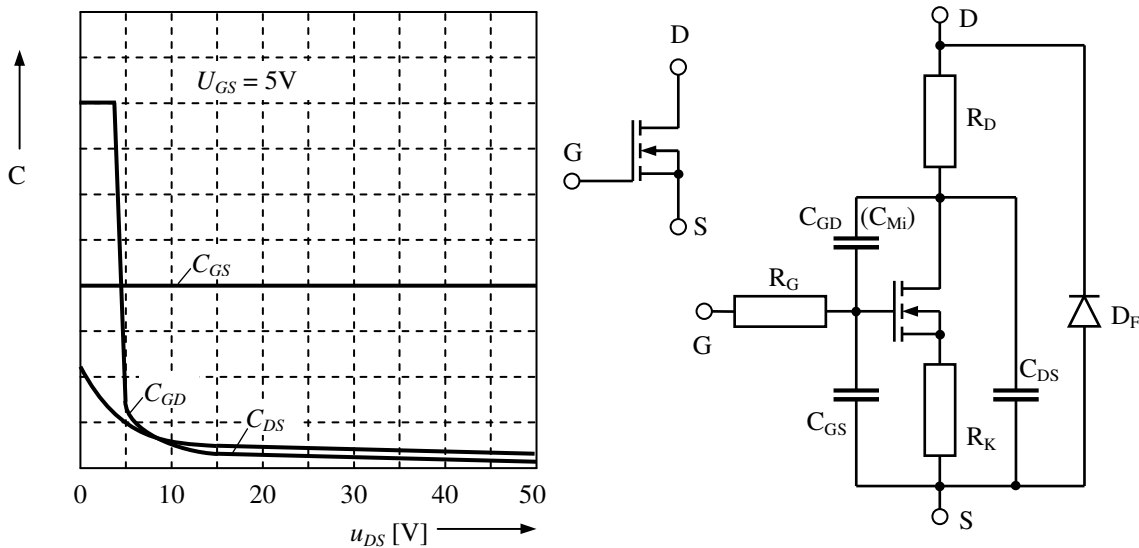 U_GS = 5V
C
C_GS
C_GD
C_DS
0 10 20 30 40 50
u_DS [V]
D
G
S
D
R_D
C_GD (C_Mi)
R_G
G
D_F
C_DS
C_GS
R_K
S